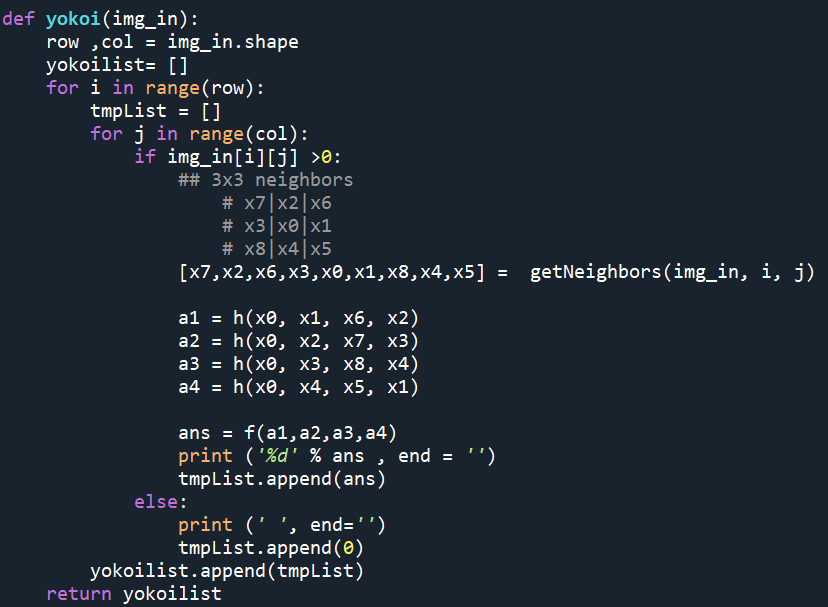 def yokoi(img_in):
    row ,col = img_in.shape
    yokoilist= []
    for i in range(row):
        tmpList = []
        for j in range(col):
            if img_in[i][j] >0:
                ## 3x3 neighbors
                    # x7|x2|x6
                    # x3|x0|x1
                    # x8|x4|x5
                [x7,x2,x6,x3,x0,x1,x8,x4,x5] =  getNeighbors(img_in, i, j)

                a1 = h(x0, x1, x6, x2)
                a2 = h(x0, x2, x7, x3)
                a3 = h(x0, x3, x8, x4)
                a4 = h(x0, x4, x5, x1)

                ans = f(a1,a2,a3,a4)
                print ('%d' % ans , end = '')
                tmpList.append(ans)
            else:
                print (' ', end='')
                tmpList.append(0)
        yokoilist.append(tmpList)
    return yokoilist